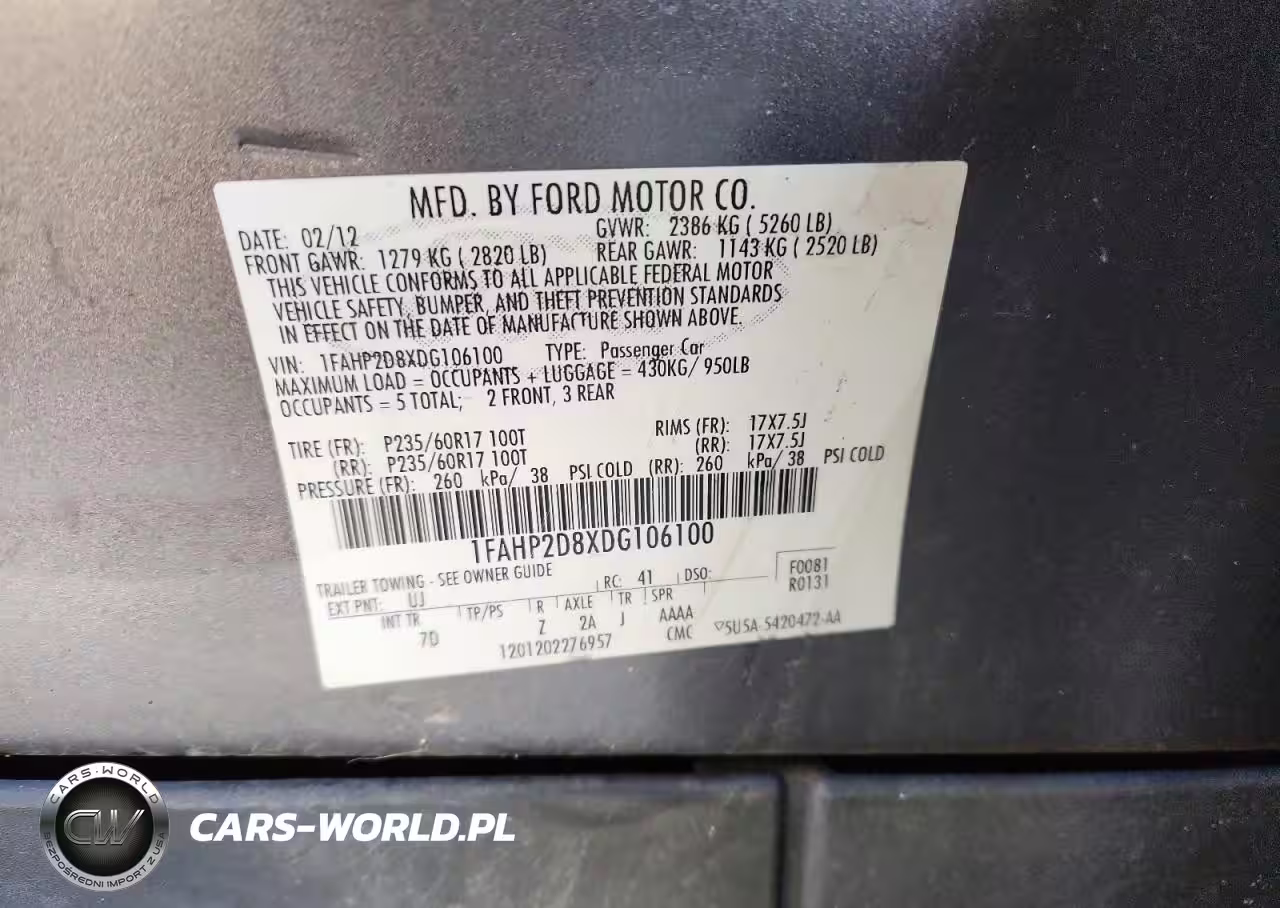 MFD. BY FORD MOTOR CO.
DATE: 02/12 GVWR: 2386 KG ( 5260 LB)
FRONT GAWR: 1279 KG ( 2820 LB) REAR GAWR: 1143 KG ( 2520 LB)
THIS VEHICLE CONFORMS TO ALL APPLICABLE FEDERAL MOTOR
VEHICLE SAFETY, BUMPER, AND THEFT PREVENTION STANDARDS
IN EFFECT ON THE DATE OF MANUFACTURE SHOWN ABOVE.
VIN: 1FAHP2D8XDG106100 TYPE: Passenger Car
MAXIMUM LOAD = OCCUPANTS + LUGGAGE = 430KG/ 950LB
OCCUPANTS = 5 TOTAL; 2 FRONT, 3 REAR
TIRE (FR): P235/60R17 100T RIMS (FR): 17X7.5J
(RR): P235/60R17 100T (RR): 17X7.5J
PRESSURE (FR): 260 kPa/ 38 PSI COLD (RR): 260 kPa/ 38 PSI COLD
1FAHP2D8XDG106100
TRAILER TOWING - SEE OWNER GUIDE
F0081
EXT PNT: UJ RC: 41 DSO:
R0131
INT TR TP/PS R AXLE TR SPR
7D Z 2A J AAAA
CMC ▽5U5A-5420472-AA
1201202276957
CARS-WORLD
CW
BEZPOŚREDNI IMPORT Z USA
CARS-WORLD.PL